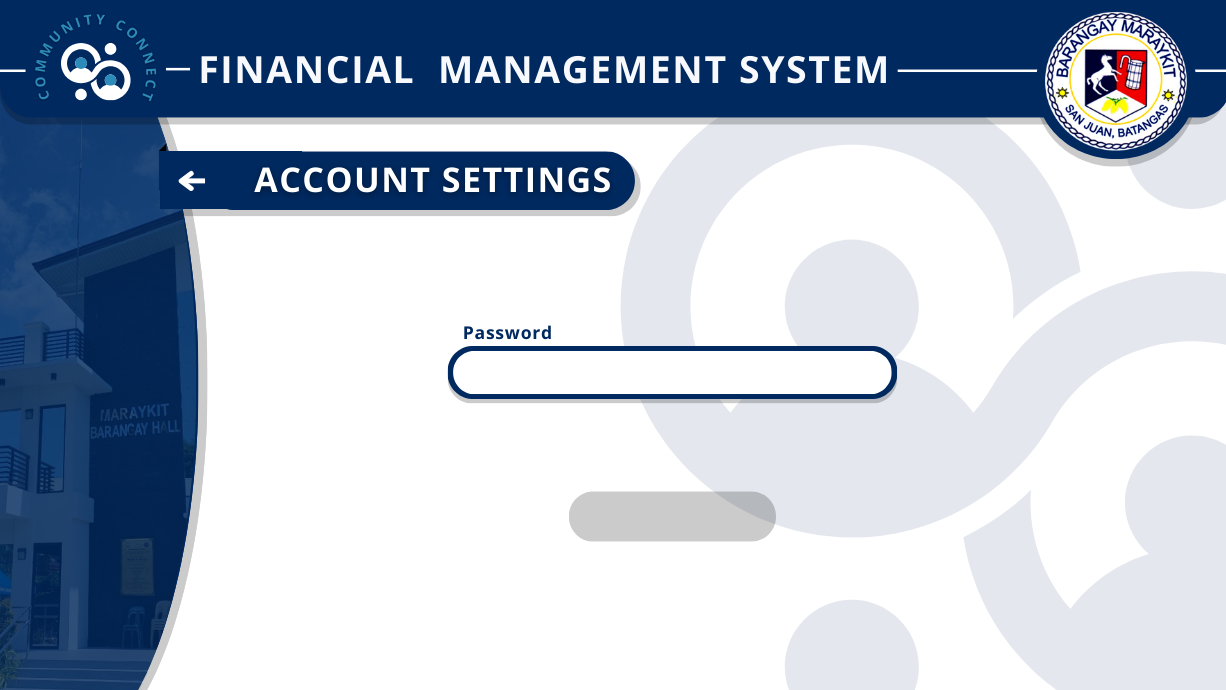 COMMUNITY CONNECT
FINANCIAL MANAGEMENT SYSTEM
BARANGAY MARAYKIT
SAN JUAN, BATANGAS
ACCOUNT SETTINGS
Password
MARAYKIT
BARANGAY HALL